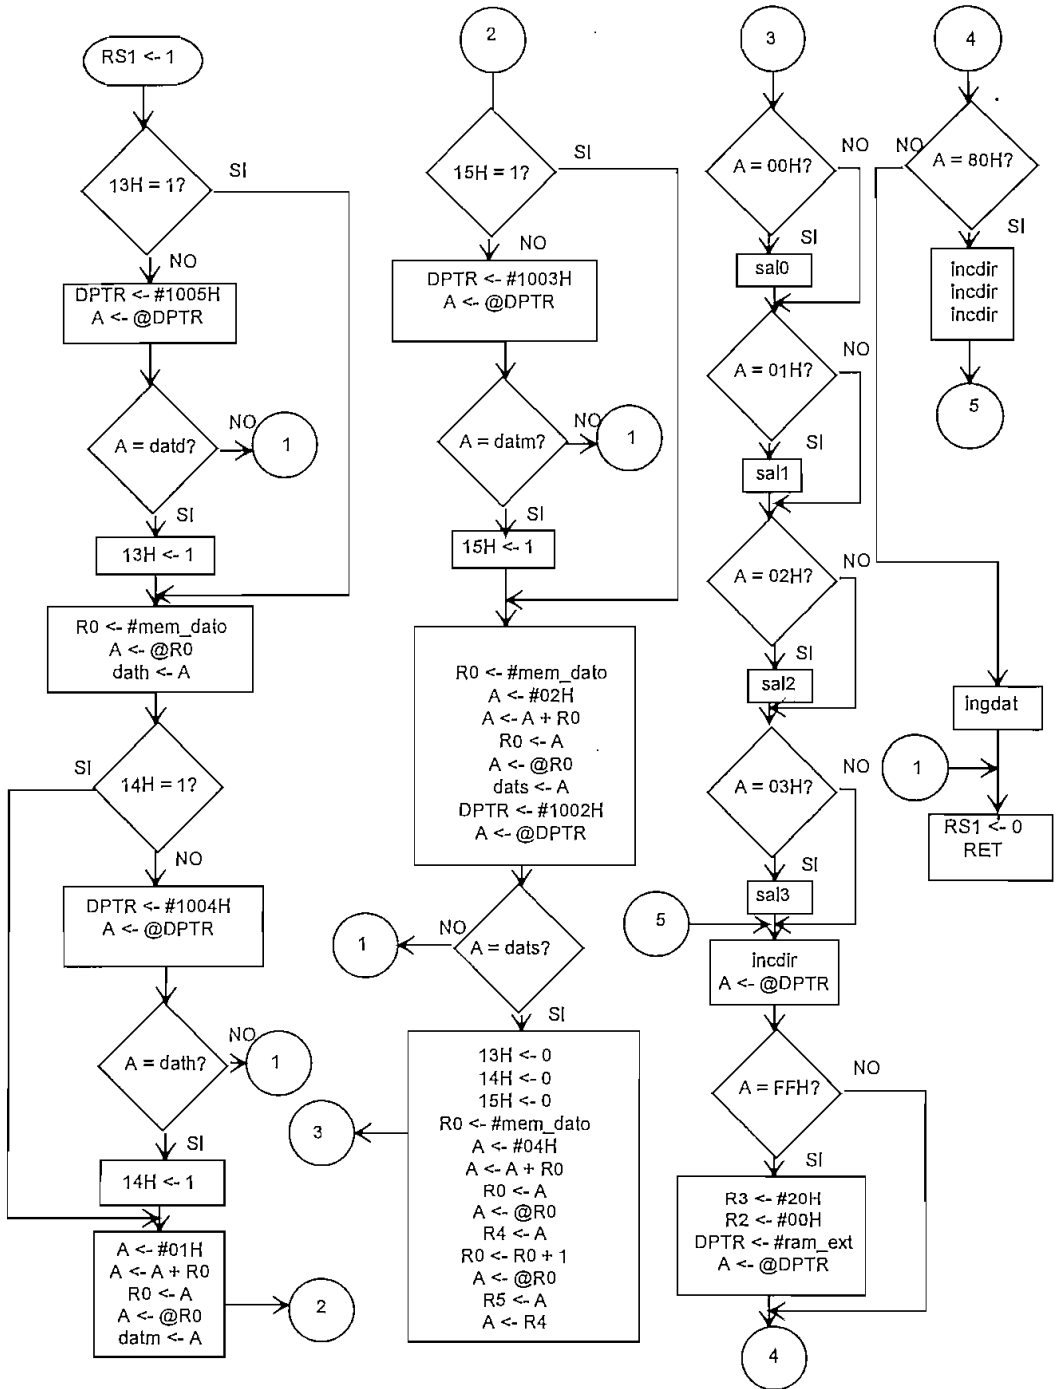 RS1 <- 1
13H = 1?
SI
NO
DPTR <- #1005H
A <- @DPTR
A = datd?
NO
1
SI
13H <- 1
R0 <- #mem_dato
A <- @R0
dath <- A
SI
14H = 1?
NO
DPTR <- #1004H
A <- @DPTR
A = dath?
NO
1
SI
14H <- 1
A <- #01H
A <- A + R0
R0 <- A
A <- @R0
datm <- A
2
2
15H = 1?
SI
NO
DPTR <- #1003H
A <- @DPTR
A = datm?
NO
1
SI
15H <- 1
R0 <- #mem_dato
A <- #02H
A <- A + R0
R0 <- A
A <- @R0
dats <- A
DPTR <- #1002H
A <- @DPTR
1
NO
A = dats?
SI
13H <- 0
14H <- 0
15H <- 0
R0 <- #mem_dato
A <- #04H
A <- A + R0
R0 <- A
A <- @R0
R4 <- A
R0 <- R0 + 1
A <- @R0
R5 <- A
A <- R4
3
3
A = 00H?
NO
SI
sal0
A = 01H?
NO
SI
sal1
A = 02H?
NO
SI
sal2
A = 03H?
NO
SI
sal3
5
incdir
A <- @DPTR
A = FFH?
NO
SI
R3 <- #20H
R2 <- #00H
DPTR <- #ram_ext
A <- @DPTR
4
4
NO
A = 80H?
SI
incdir
incdir
incdir
5
ingdat
1
RS1 <- 0
RET